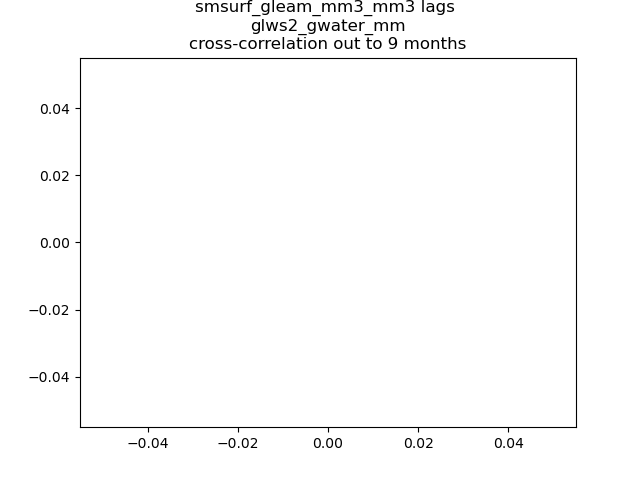 smsurf_gleam_mm3_mm3 lags
glws2_gwater_mm
cross-correlation out to 9 months
0.04
0.02
0.00
−0.02
−0.04
−0.04 −0.02 0.00 0.02 0.04